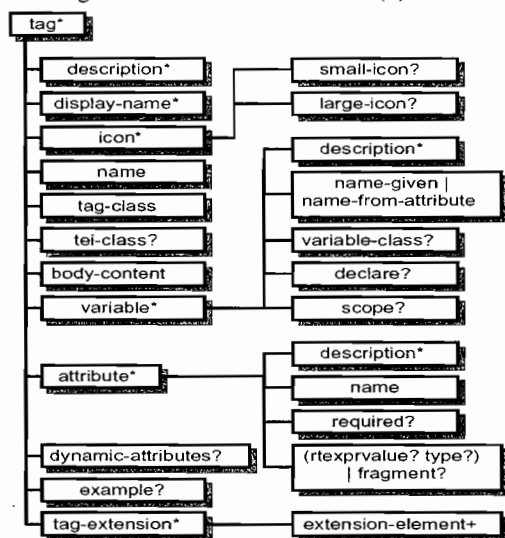 tag*
description*
display-name*
icon*
small-icon?
large-icon?
name
tag-class
tei-class?
body-content
variable*
description*
name-given |
name-from-attribute
variable-class?
declare?
scope?
attribute*
description*
name
required?
(rtexprvalue? type?)
| fragment?
dynamic-attributes?
example?
tag-extension*
extension-element+